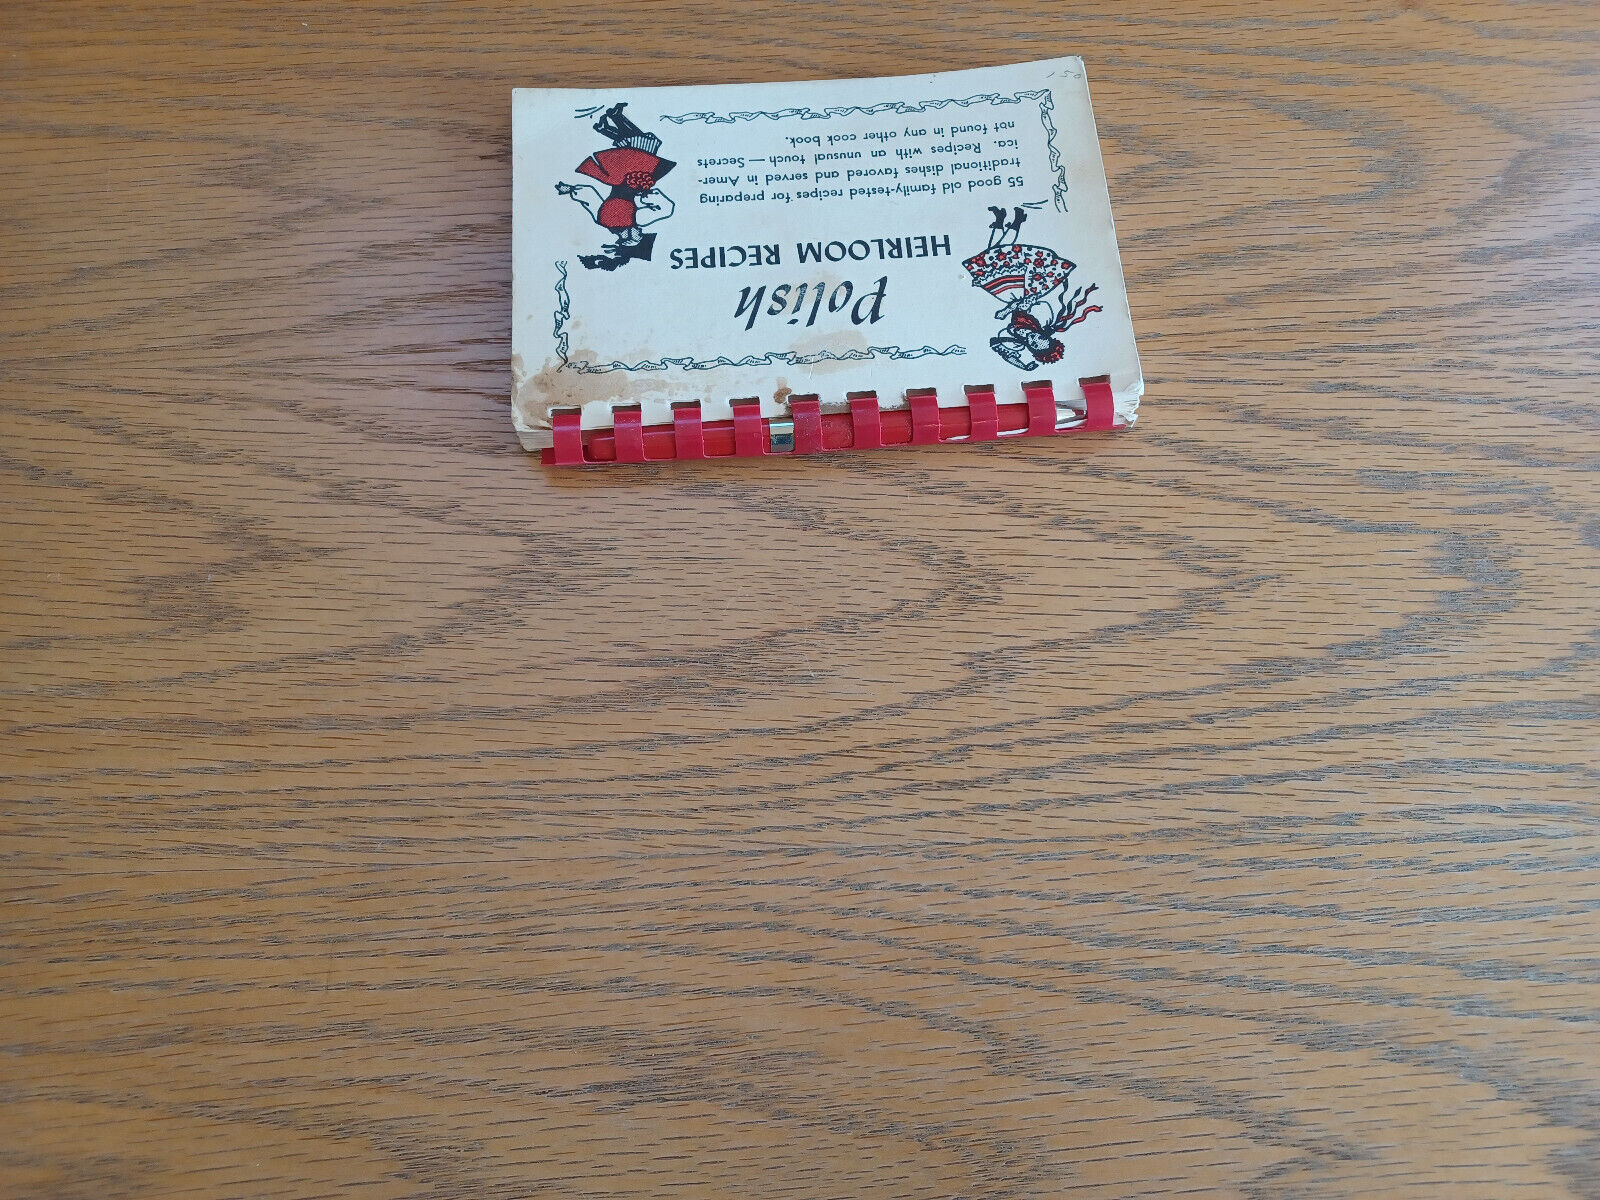 Polish
HEIRLOOM RECIPES
55 good old family-tested recipes for preparing
traditional dishes favored and served in Amer-
ica. Recipes with an unusual touch — Secrets
not found in any other cook book.
150